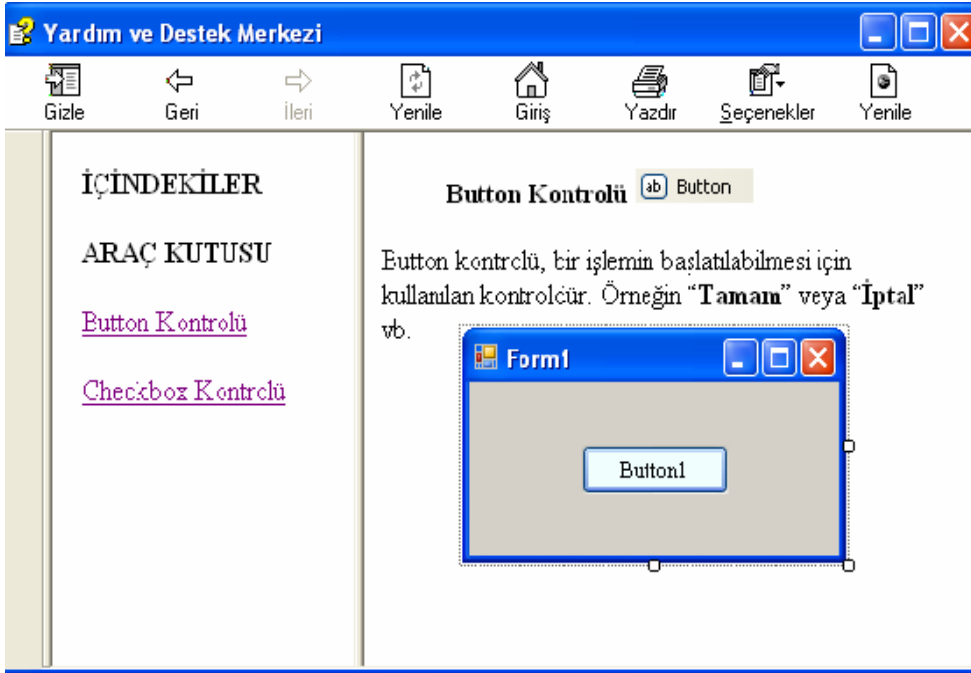 Yardım ve Destek Merkezi
Gizle Geri İleri Yenile Giriş Yazdır Seçenekler Yenile
İÇİNDEKİLER
ARAÇ KUTUSU
Button Kontrolü
Checkbox Kontrolü
Button Kontrolü ab Button
Button kontrolü, bir işlemin başlatılabilmesi için
kullanılan kontroldür. Örneğin “Tamam” veya “İptal”
vb.
Form1
Button1